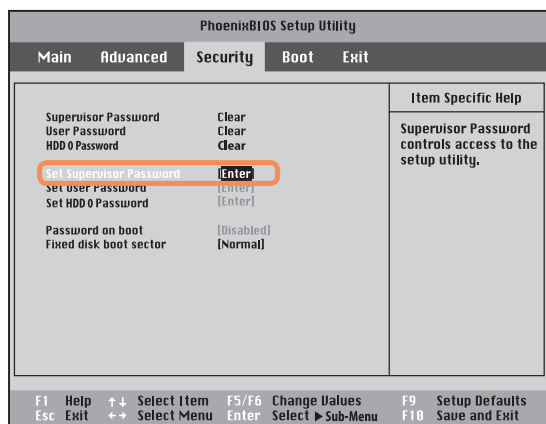 PhoenixBIOS Setup Utility
Main Advanced Security Boot Exit
Item Specific Help
Supervisor Password Clear
User Password Clear
HDD 0 Password Clear
Supervisor Password controls access to the setup utility.
Set Supervisor Password [Enter]
Set User Password [Enter]
Set HDD 0 Password [Enter]
Password on boot [Disabled]
Fixed disk boot sector [Normal]
F1 Help ↑↓ Select Item F5/F6 Change Values F9 Setup Defaults
Esc Exit ←→ Select Menu Enter Select ▶ Sub-Menu F10 Save and Exit